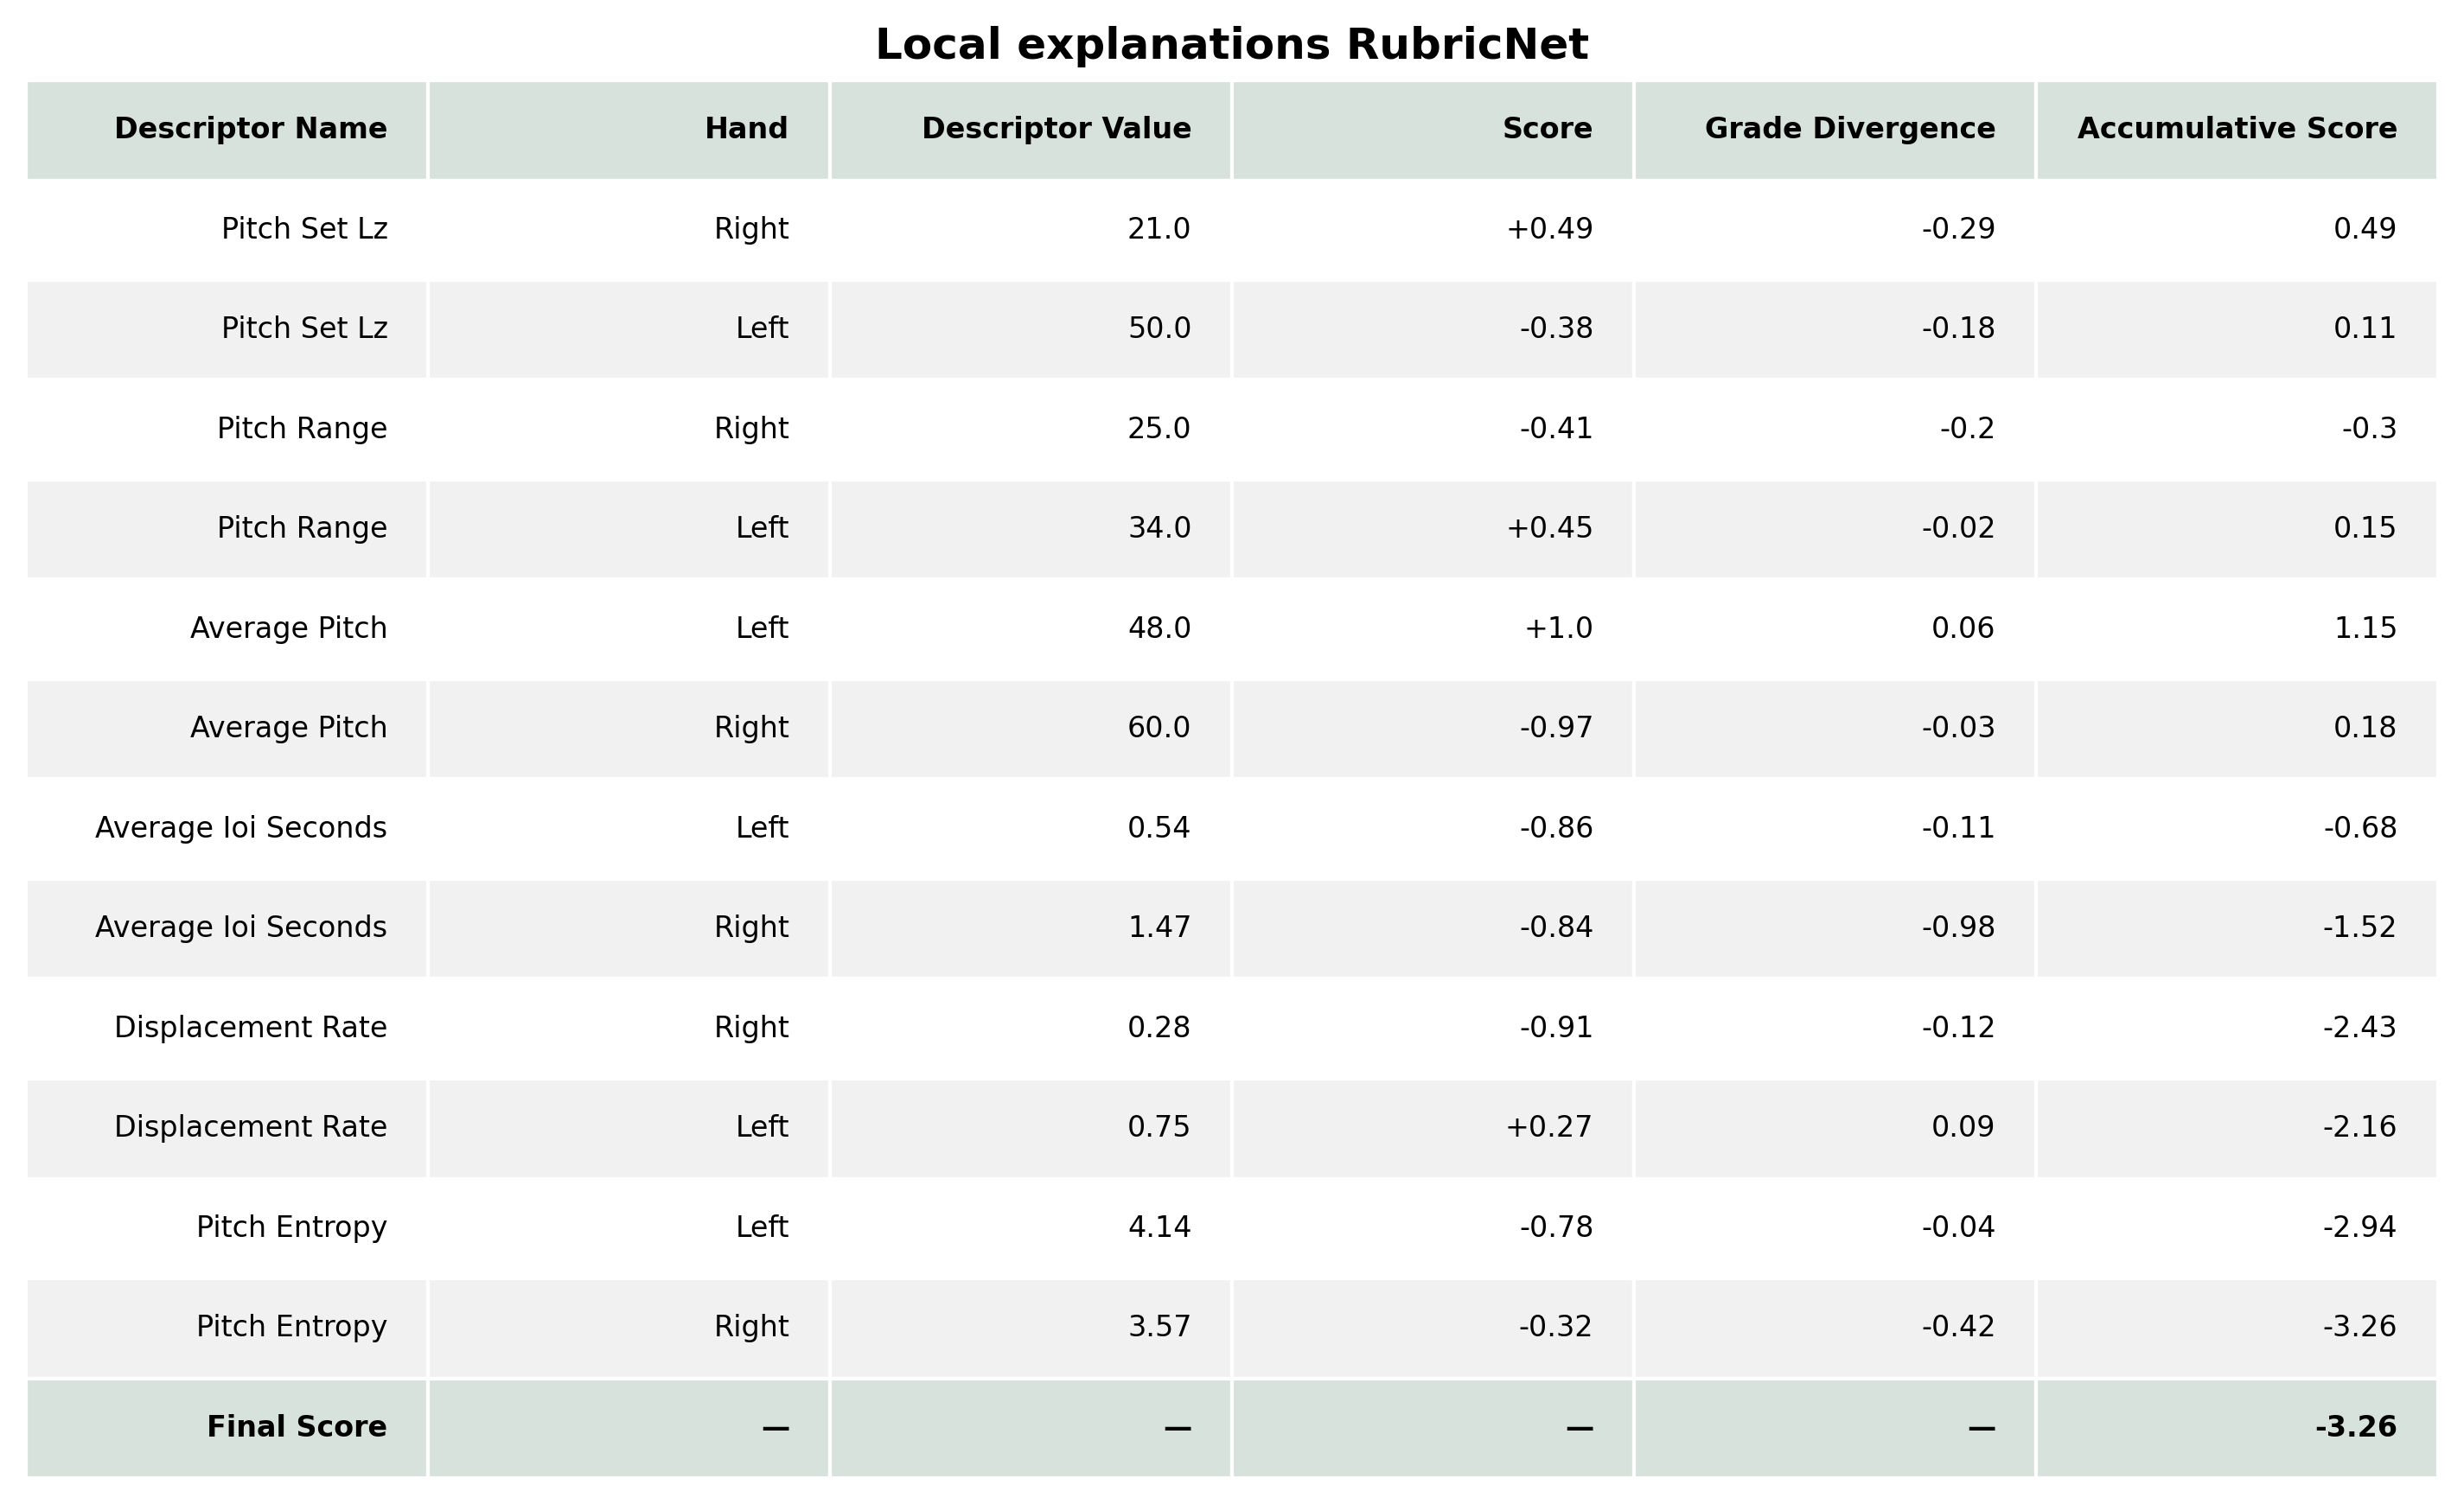 Local explanations RubricNet
Descriptor Name Hand Descriptor Value Score Grade Divergence Accumulative Score
Pitch Set Lz Right 21.0 +0.49 -0.29 0.49
Pitch Set Lz Left 50.0 -0.38 -0.18 0.11
Pitch Range Right 25.0 -0.41 -0.2 -0.3
Pitch Range Left 34.0 +0.45 -0.02 0.15
Average Pitch Left 48.0 +1.0 0.06 1.15
Average Pitch Right 60.0 -0.97 -0.03 0.18
Average Ioi Seconds Left 0.54 -0.86 -0.11 -0.68
Average Ioi Seconds Right 1.47 -0.84 -0.98 -1.52
Displacement Rate Right 0.28 -0.91 -0.12 -2.43
Displacement Rate Left 0.75 +0.27 0.09 -2.16
Pitch Entropy Left 4.14 -0.78 -0.04 -2.94
Pitch Entropy Right 3.57 -0.32 -0.42 -3.26
Final Score — — — — -3.26